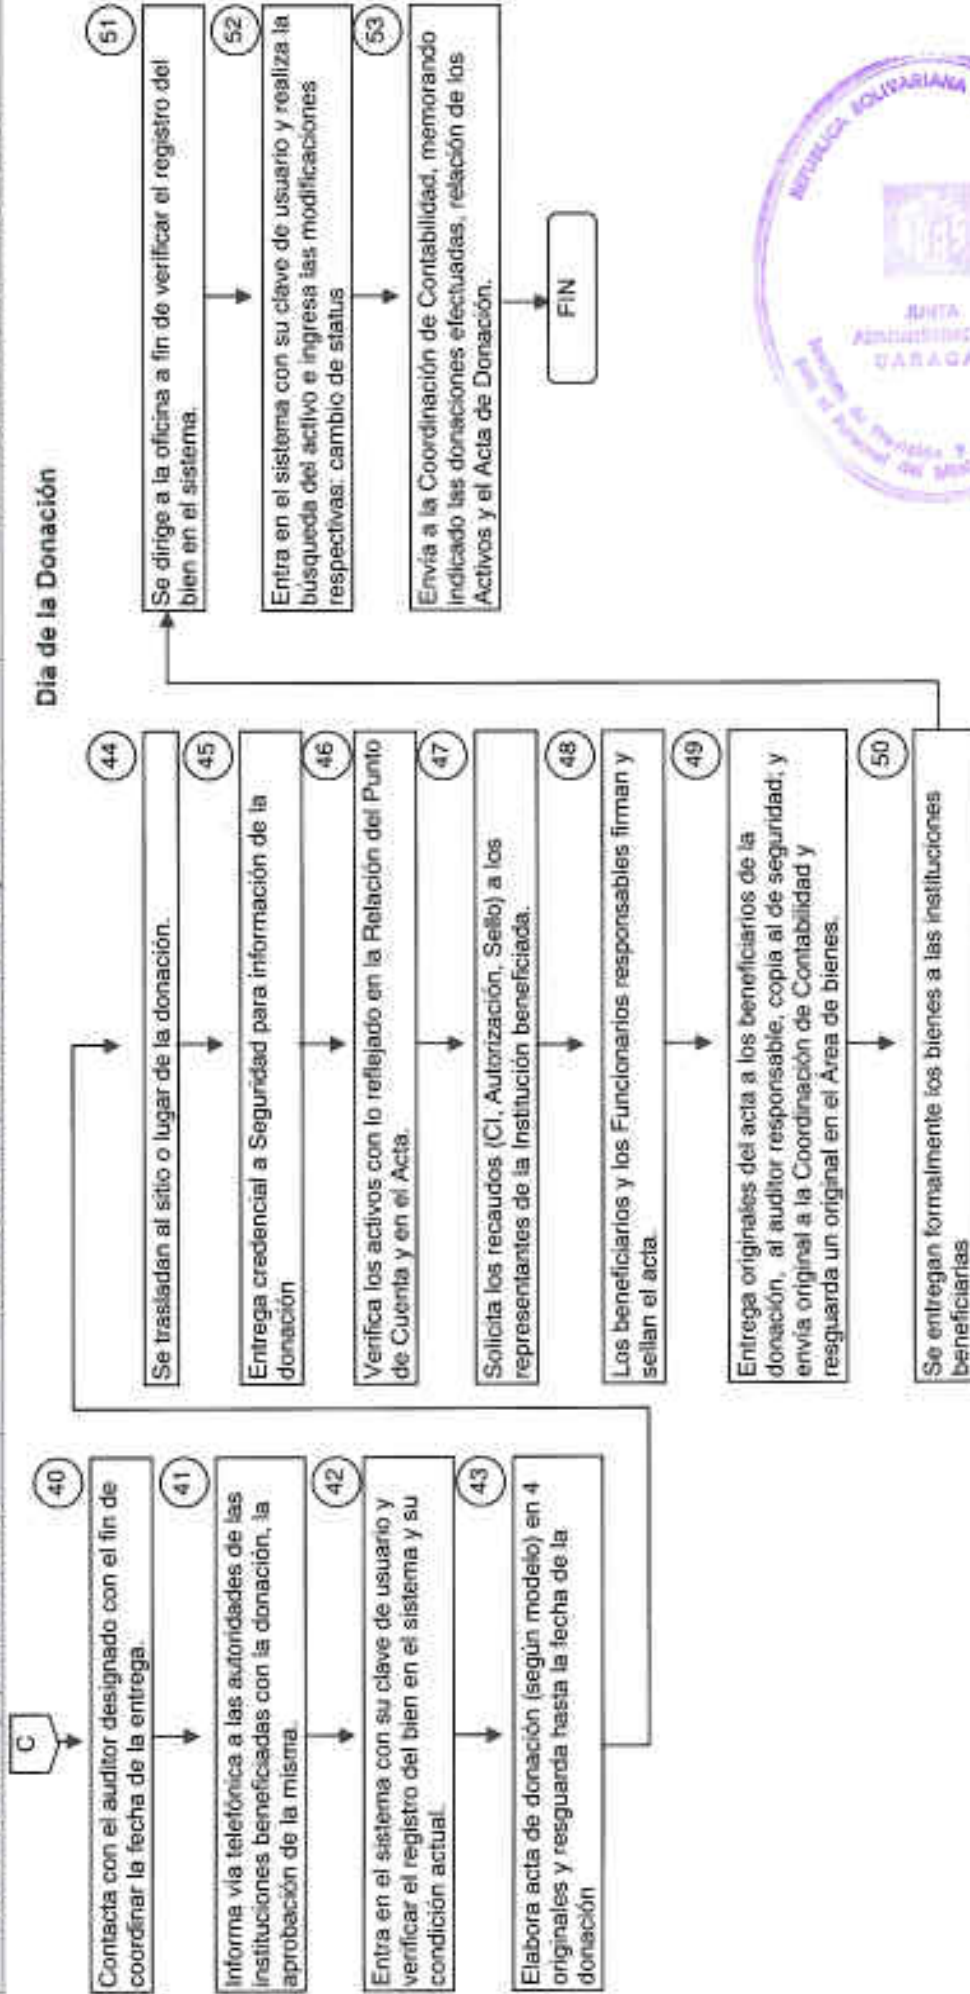 Dia de la Donación
C
40
Contacta con el auditor designado con el fin de
coordinar la fecha de la entrega.
41
Informa vía telefónica a las autoridades de las
instituciones beneficiadas con la donación, la
aprobación de la misma.
42
Entra en el sistema con su clave de usuario y
verificar el registro del bien en el sistema y su
condición actual.
43
Elabora acta de donación (según modelo) en 4
originales y resguarda hasta la fecha de la
donación
44
Se trasladan al sitio o lugar de la donación.
45
Entrega credencial a Seguridad para información de la
donación
46
Verifica los activos con lo reflejado en la Relación del Punto
de Cuenta y en el Acta.
47
Solicita los recaudos (CI, Autorización, Sello) a los
representantes de la Institución beneficiada.
48
Los beneficiarios y los Funcionarios responsables firman y
sellan el acta.
49
Entrega originales del acta a los beneficiarios de la
donación, al auditor responsable, copia al de seguridad; y
envía original a la Coordinación de Contabilidad y
resguarda un original en el Área de bienes.
50
Se entregan formalmente los bienes a las instituciones
beneficiarias
51
Se dirige a la oficina a fin de verificar el registro del
bien en el sistema.
52
Entra en el sistema con su clave de usuario y realiza la
búsqueda del activo e ingresa las modificaciones
respectivas: cambio de status
53
Envía a la Coordinación de Contabilidad, memorando
indicado las donaciones efectuadas, relación de los
Activos y el Acta de Donación.
FIN
REPUBLICA BOLIVARIANA
JUNTA